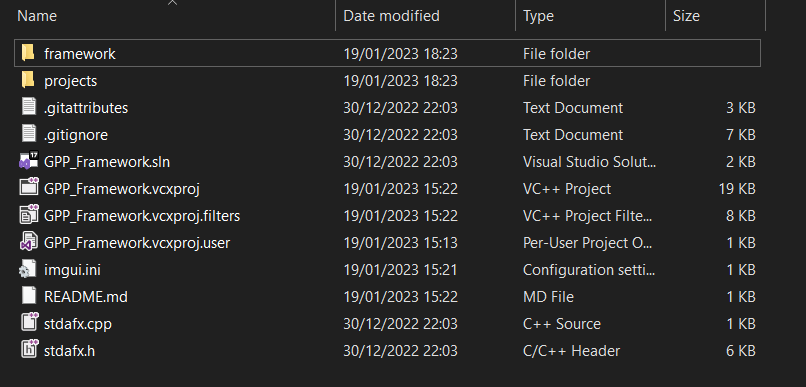 Name Date modified Type Size
framework 19/01/2023 18:23 File folder
projects 19/01/2023 18:23 File folder
.gitattributes 30/12/2022 22:03 Text Document 3 KB
.gitignore 30/12/2022 22:03 Text Document 7 KB
17 GPP_Framework.sln 30/12/2022 22:03 Visual Studio Solut... 2 KB
GPP_Framework.vcxproj 19/01/2023 15:22 VC++ Project 19 KB
GPP_Framework.vcxproj.filters 19/01/2023 15:22 VC++ Project Filte... 8 KB
GPP_Framework.vcxproj.user 19/01/2023 15:13 Per-User Project O... 1 KB
imgui.ini 19/01/2023 15:21 Configuration setti... 1 KB
README.md 19/01/2023 15:22 MD File 1 KB
stdafx.cpp 30/12/2022 22:03 C++ Source 1 KB
stdafx.h 30/12/2022 22:03 C/C++ Header 6 KB